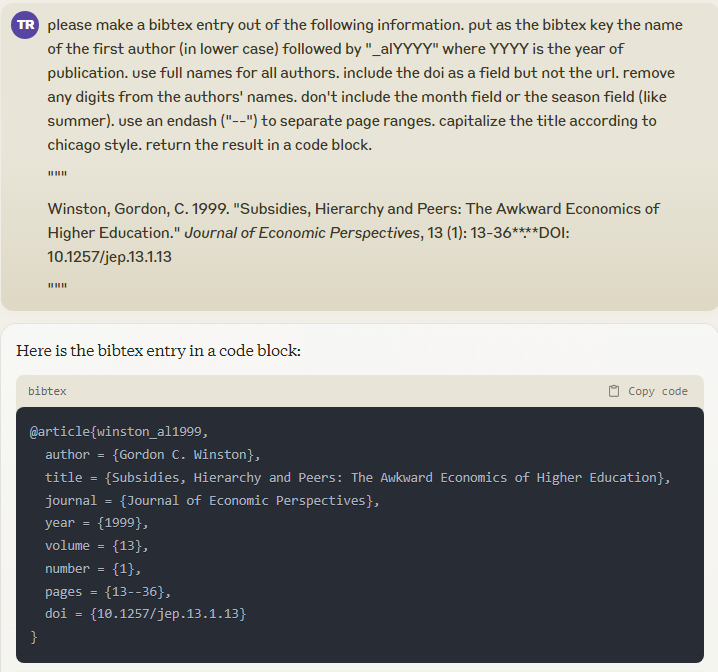 TR
please make a bibtex entry out of the following information. put as the bibtex key the name
of the first author (in lower case) followed by "_alYYYY" where YYYY is the year of
publication. use full names for all authors. include the doi as a field but not the url. remove
any digits from the authors' names. don't include the month field or the season field (like
summer). use an endash ("--") to separate page ranges. capitalize the title according to
chicago style. return the result in a code block.
"""
Winston, Gordon, C. 1999. "Subsidies, Hierarchy and Peers: The Awkward Economics of
Higher Education." Journal of Economic Perspectives, 13 (1): 13-36**.**DOI:
10.1257/jep.13.1.13
"""
Here is the bibtex entry in a code block:
bibtex
Copy code
@article{winston_al1999,
  author = {Gordon C. Winston},
  title = {Subsidies, Hierarchy and Peers: The Awkward Economics of Higher Education},
  journal = {Journal of Economic Perspectives},
  year = {1999},
  volume = {13},
  number = {1},
  pages = {13--36},
  doi = {10.1257/jep.13.1.13}
}